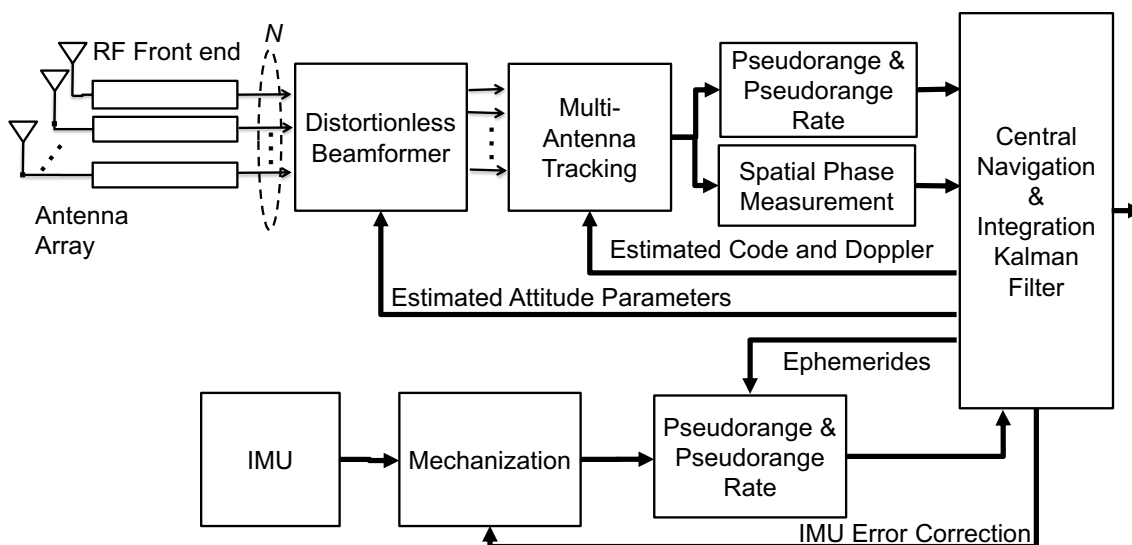 RF Front end
N
Antenna
Array
Distortionless
Beamformer
Multi-
Antenna
Tracking
Pseudorange &
Pseudorange
Rate
Spatial Phase
Measurement
Central
Navigation
&
Integration
Kalman
Filter
Estimated Code and Doppler
Estimated Attitude Parameters
Ephemerides
IMU
Mechanization
Pseudorange &
Pseudorange
Rate
IMU Error Correction